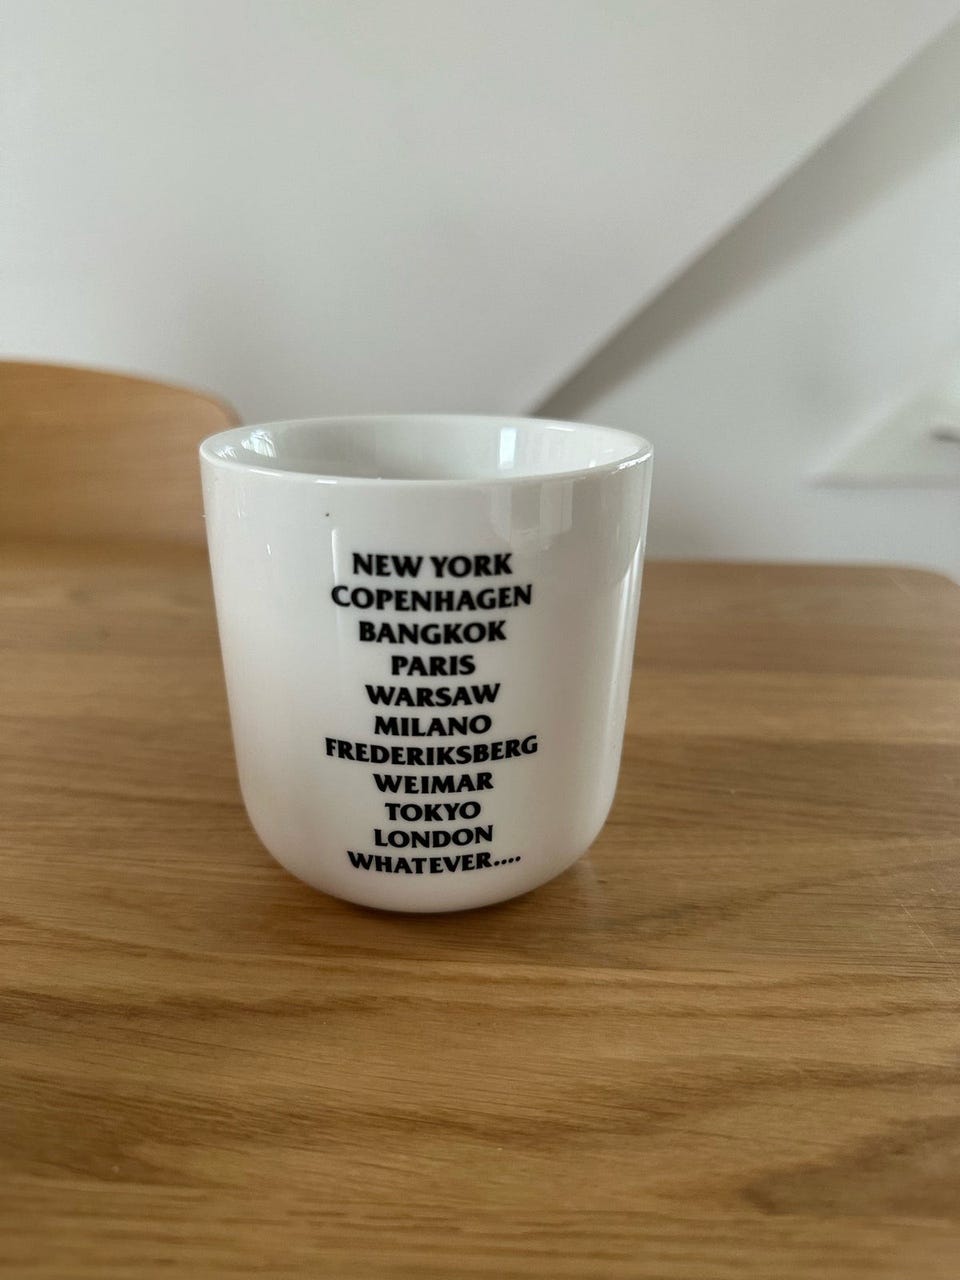 NEW YORK
COPENHAGEN
BANGKOK
PARIS
WARSAW
MILANO
FREDERIKSBERG
WEIMAR
TOKYO
LONDON
WHATEVER....